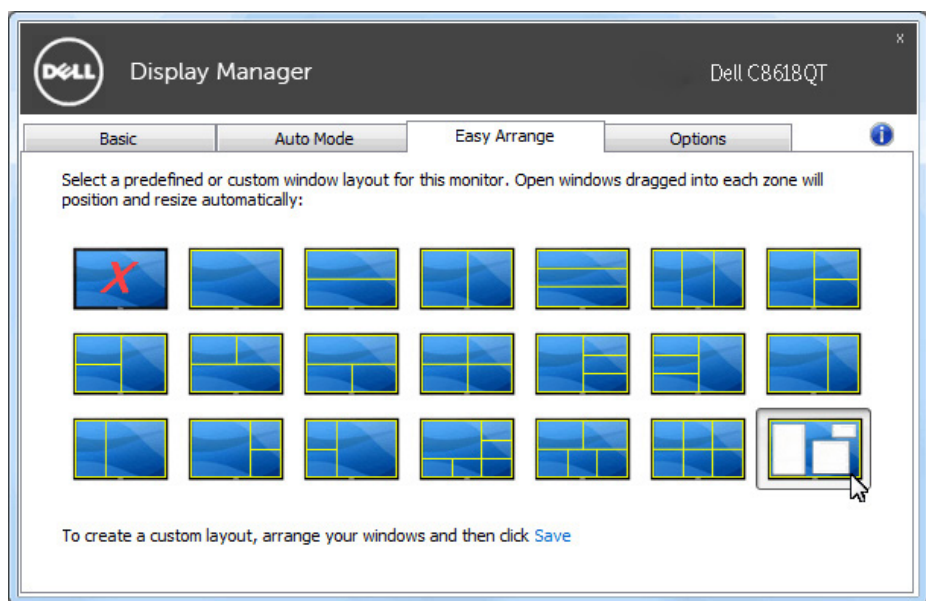 DELL
Display Manager
x
Dell C8618QT
Basic
Auto Mode
Easy Arrange
Options
i
Select a predefined or custom window layout for this monitor. Open windows dragged into each zone will
position and resize automatically:
X
To create a custom layout, arrange your windows and then click Save